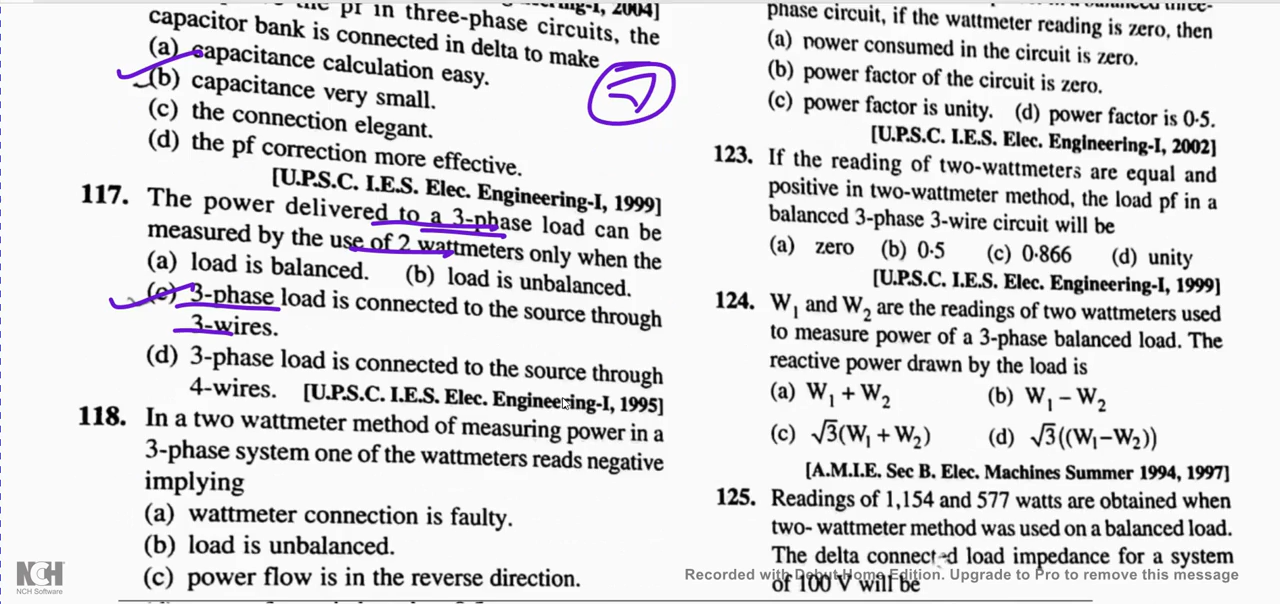 the pf in three-phase circuits, the
capacitor bank is connected in delta to make
(a) capacitance calculation easy.
(b) capacitance very small.
(c) the connection elegant.
(d) the pf correction more effective.
[U.P.S.C. I.E.S. Elec. Engineering-I, 1999]
117. The power delivered to a 3-phase load can be
measured by the use of 2 wattmeters only when the
(a) load is balanced. (b) load is unbalanced.
(c) 3-phase load is connected to the source through
3-wires.
(d) 3-phase load is connected to the source through
4-wires. [U.P.S.C. I.E.S. Elec. Engineering-I, 1995]
118. In a two wattmeter method of measuring power in a
3-phase system one of the wattmeters reads negative
implying
(a) wattmeter connection is faulty.
(b) load is unbalanced.
(c) power flow is in the reverse direction.
phase circuit, if the wattmeter reading is zero, then
(a) power consumed in the circuit is zero.
(b) power factor of the circuit is zero.
(c) power factor is unity. (d) power factor is 0·5.
[U.P.S.C. I.E.S. Elec. Engineering-I, 2002]
123. If the reading of two-wattmeters are equal and
positive in two-wattmeter method, the load pf in a
balanced 3-phase 3-wire circuit will be
(a) zero (b) 0·5 (c) 0·866 (d) unity
[U.P.S.C. I.E.S. Elec. Engineering-I, 1999]
124. W₁ and W₂ are the readings of two wattmeters used
to measure power of a 3-phase balanced load. The
reactive power drawn by the load is
(a) W₁ + W₂ (b) W₁ – W₂
(c) √3(W₁ + W₂) (d) √3((W₁–W₂))
[A.M.I.E. Sec B. Elec. Machines Summer 1994, 1997]
125. Readings of 1,154 and 577 watts are obtained when
two- wattmeter method was used on a balanced load.
The delta connected load impedance for a system
of 100 V will be
NCH
NCH Software
Recorded with Debut Home Edition. Upgrade to Pro to remove this message